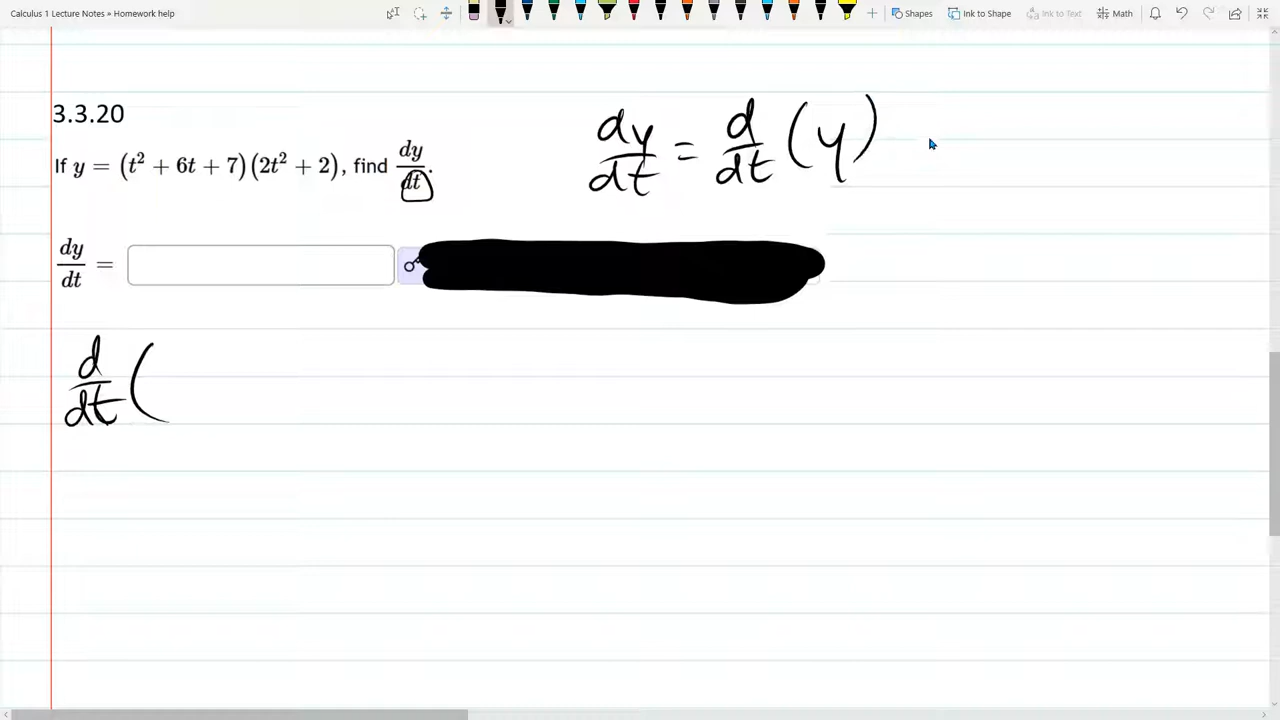 Calculus 1 Lecture Notes » Homework help
Shapes Ink to Shape Ink to Text Math
3.3.20
If y = (t² + 6t + 7)(2t² + 2), find dy/dt.
dy/dt = d/dt (y)
dy/dt =
d/dt (